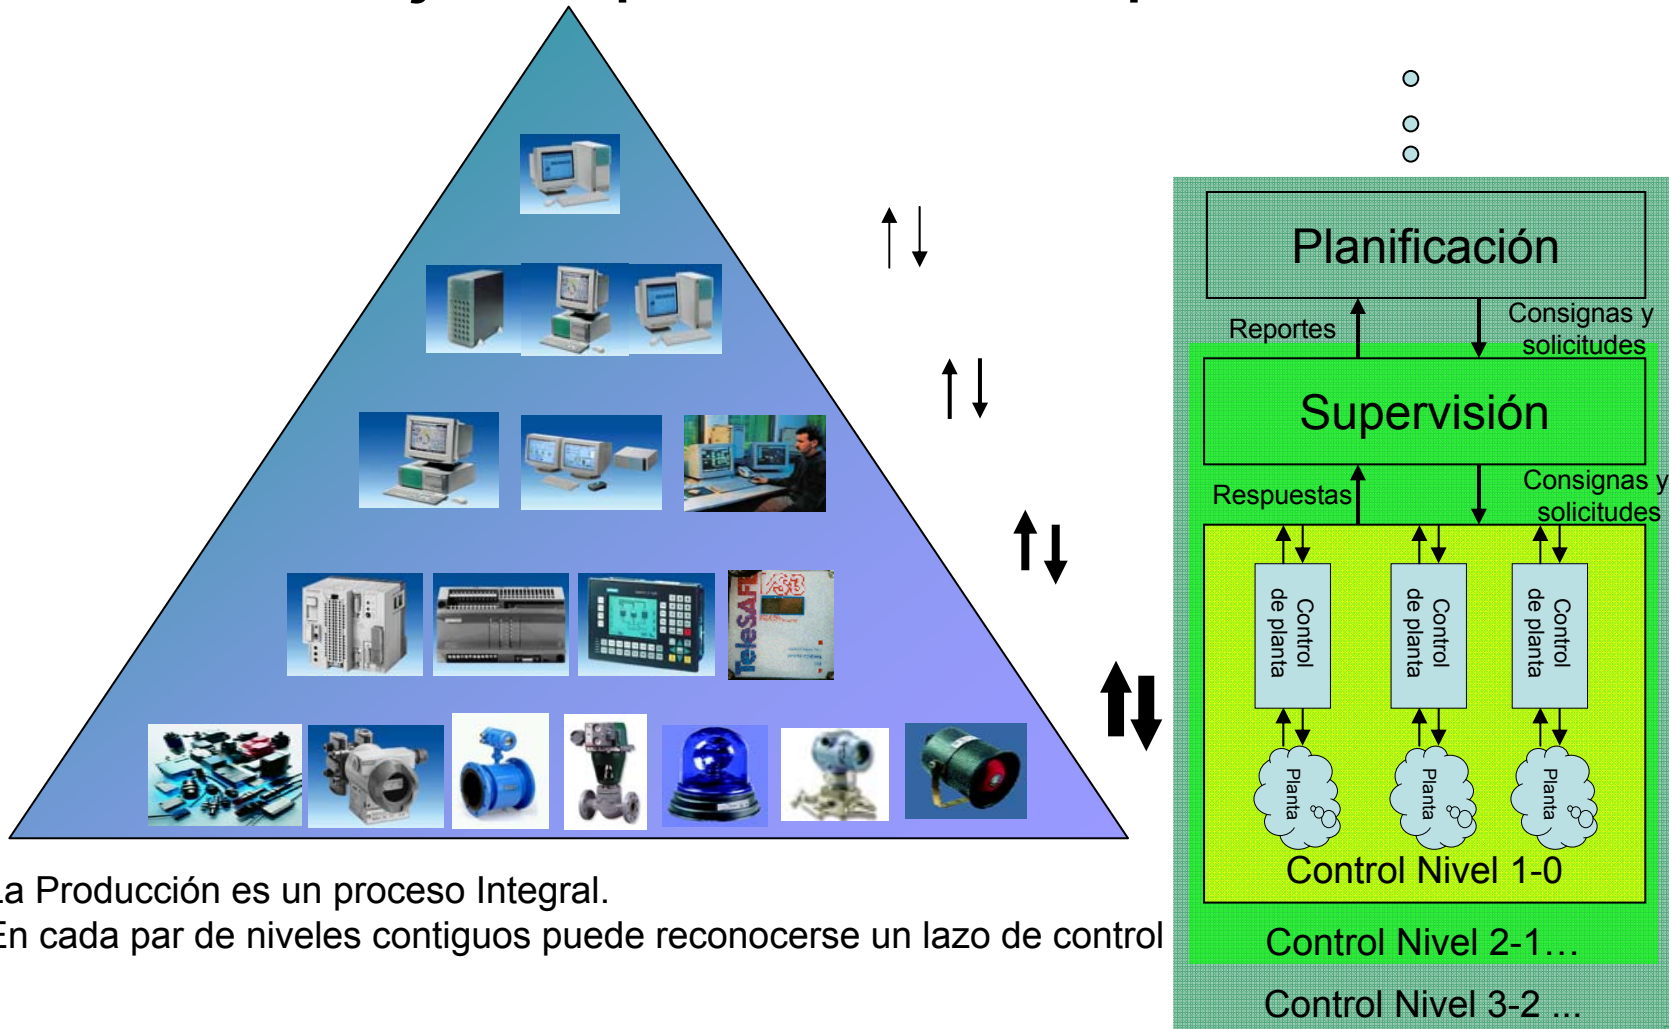 TeleSAFE
La Producción es un proceso Integral.
En cada par de niveles contiguos puede reconocerse un lazo de control
Planificación
Reportes
Consignas y
solicitudes
Supervisión
Respuestas
Consignas y
solicitudes
Control
de planta
Control
de planta
Control
de planta
Planta
Planta
Planta
Control Nivel 1-0
Control Nivel 2-1...
Control Nivel 3-2 ...